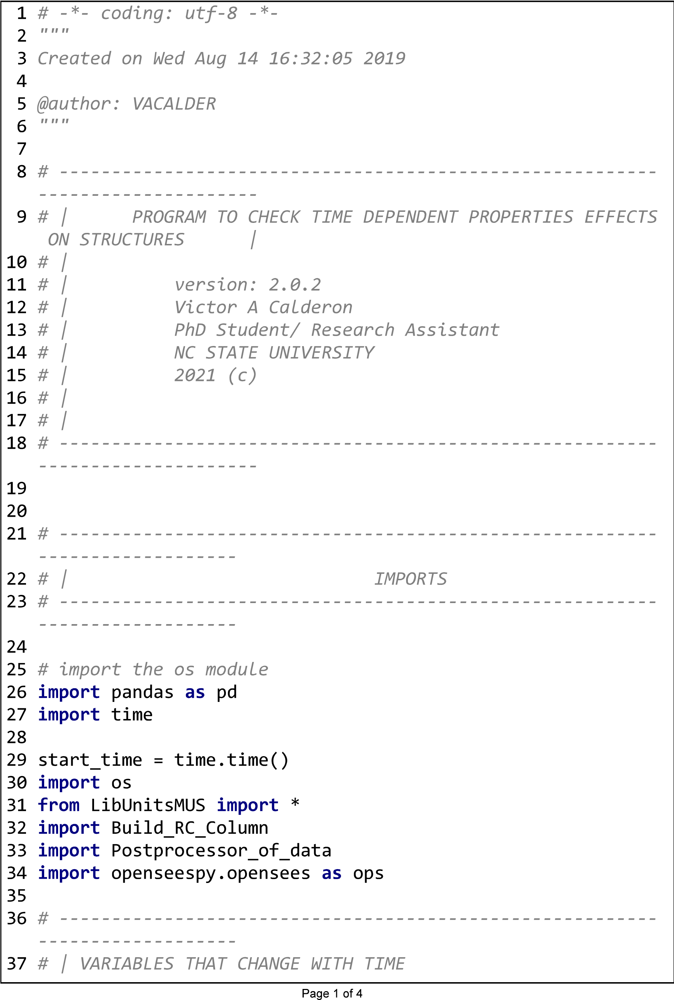 1 # -*- coding: utf-8 -*-
2 """
3 Created on Wed Aug 14 16:32:05 2019
4
5 @author: VACALDER
6 """
7
8 # ---------------------------------------------------------
---------------------
9 # |      PROGRAM TO CHECK TIME DEPENDENT PROPERTIES EFFECTS
 ON STRUCTURES      |
10 # |
11 # |          version: 2.0.2
12 # |          Victor A Calderon
13 # |          PhD Student/ Research Assistant
14 # |          NC STATE UNIVERSITY
15 # |          2021 (c)
16 # |
17 # |
18 # ---------------------------------------------------------
---------------------
19
20
21 # ---------------------------------------------------------
-------------------
22 # |                             IMPORTS
23 # ---------------------------------------------------------
-------------------
24
25 # import the os module
26 import pandas as pd
27 import time
28
29 start_time = time.time()
30 import os
31 from LibUnitsMUS import *
32 import Build_RC_Column
33 import Postprocessor_of_data
34 import openseespy.opensees as ops
35
36 # ---------------------------------------------------------
-------------------
37 # | VARIABLES THAT CHANGE WITH TIME
Page 1 of 4